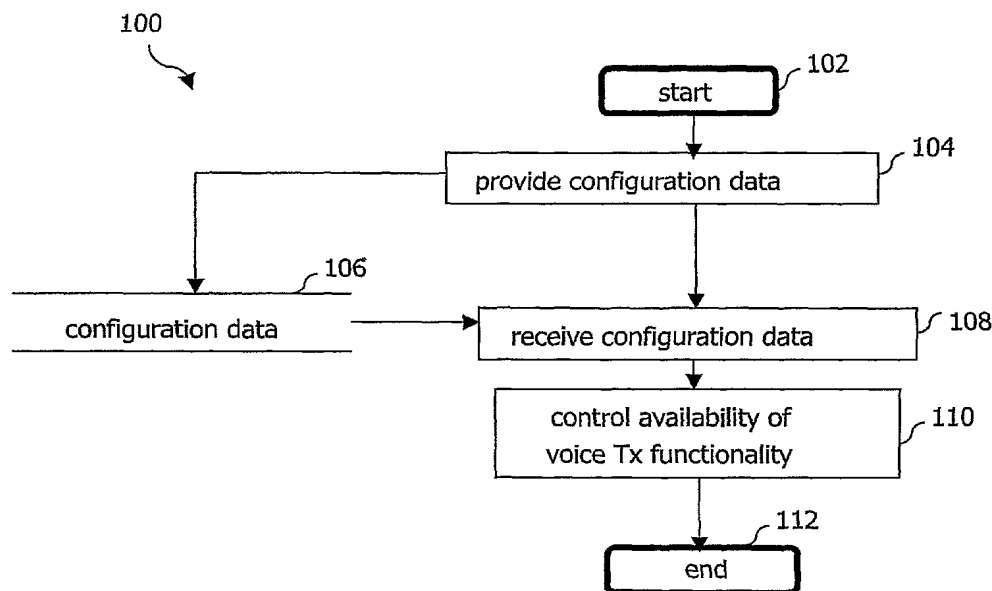 100
102
start
104
provide configuration data
106
configuration data
108
receive configuration data
control availability of
voice Tx functionality
110
112
end